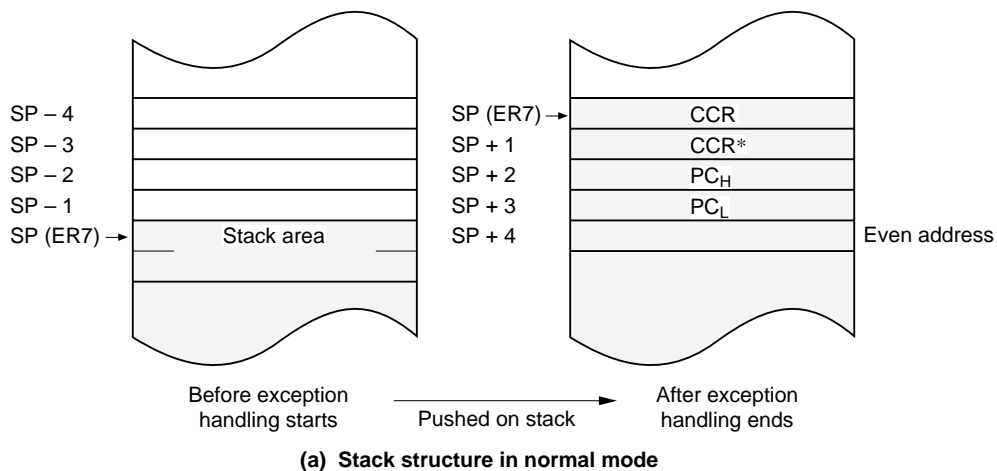 SP – 4
SP – 3
SP – 2
SP – 1
SP (ER7)
Stack area
SP (ER7)
SP + 1
SP + 2
SP + 3
SP + 4
CCR
CCR*
PCH
PCL
Even address
Before exception
handling starts
Pushed on stack
After exception
handling ends
(a) Stack structure in normal mode